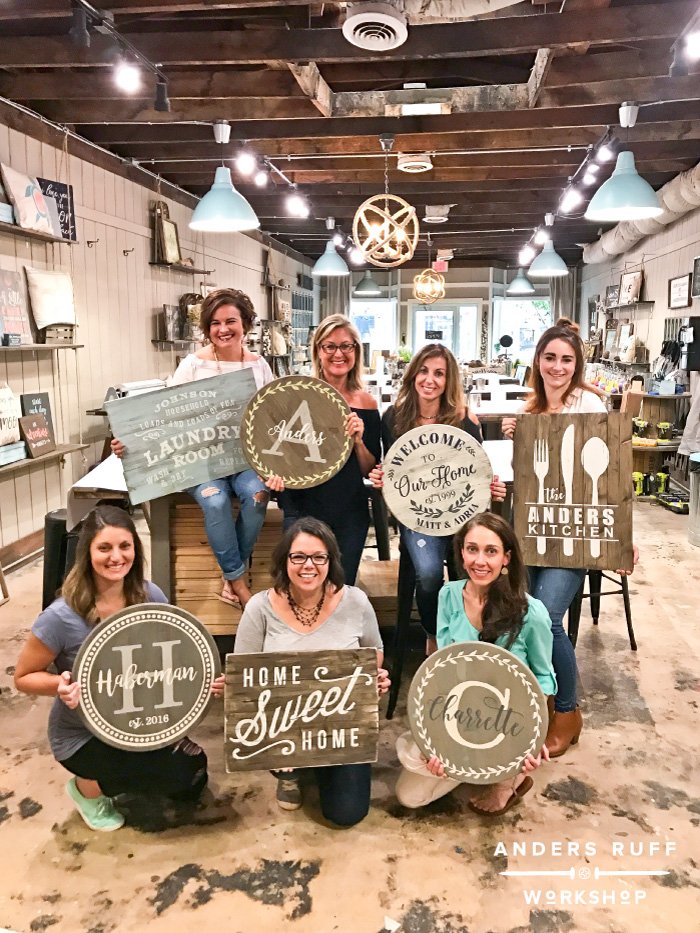 JOHNSON
HOUSEHOLD
LOADS AND LOADS OF FUN
LAUNDRY
ROOM
WASH DRY REPEAT
A
Anders
WELCOME
TO
Our Home
EST. 1999
MATT & ADRIA
the
ANDERS
KITCHEN
H
Haberman
EST. 2016
HOME
Sweet
HOME
C
Charrette
ANDERS RUFF
WORKSHOP